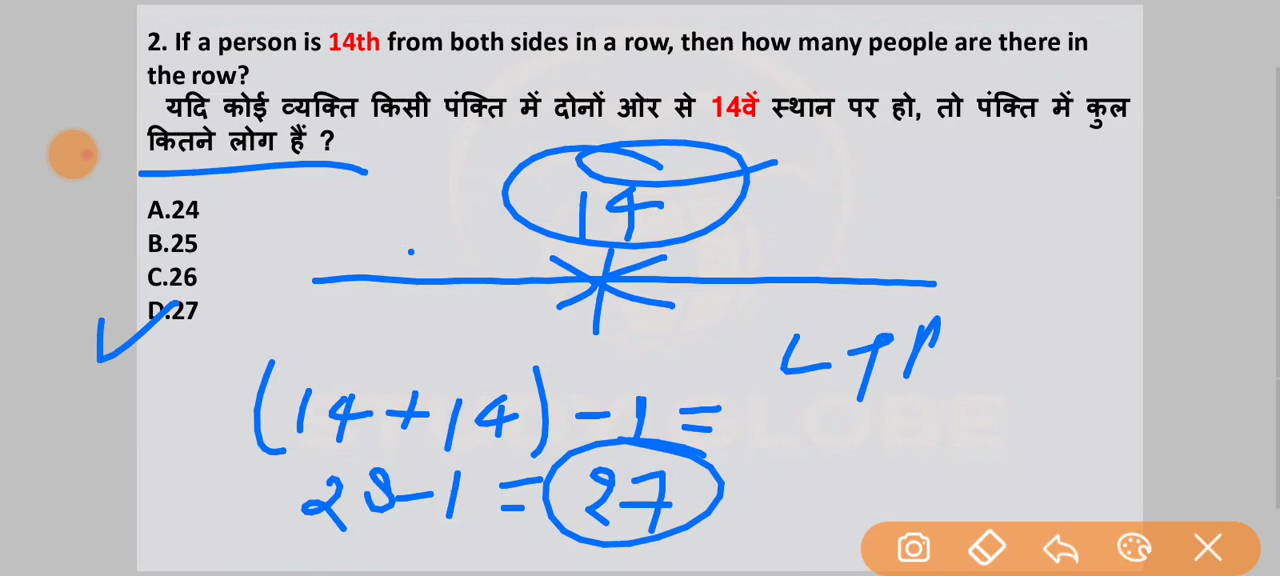 2. If a person is 14th from both sides in a row, then how many people are there in
the row?
यदि कोई व्यक्ति किसी पंक्ति में दोनों ओर से 14वें स्थान पर हो, तो पंक्ति में कुल
कितने लोग हैं ?
A.24
B.25
C.26
D.27
14
(14+14)-1=
28-1=27